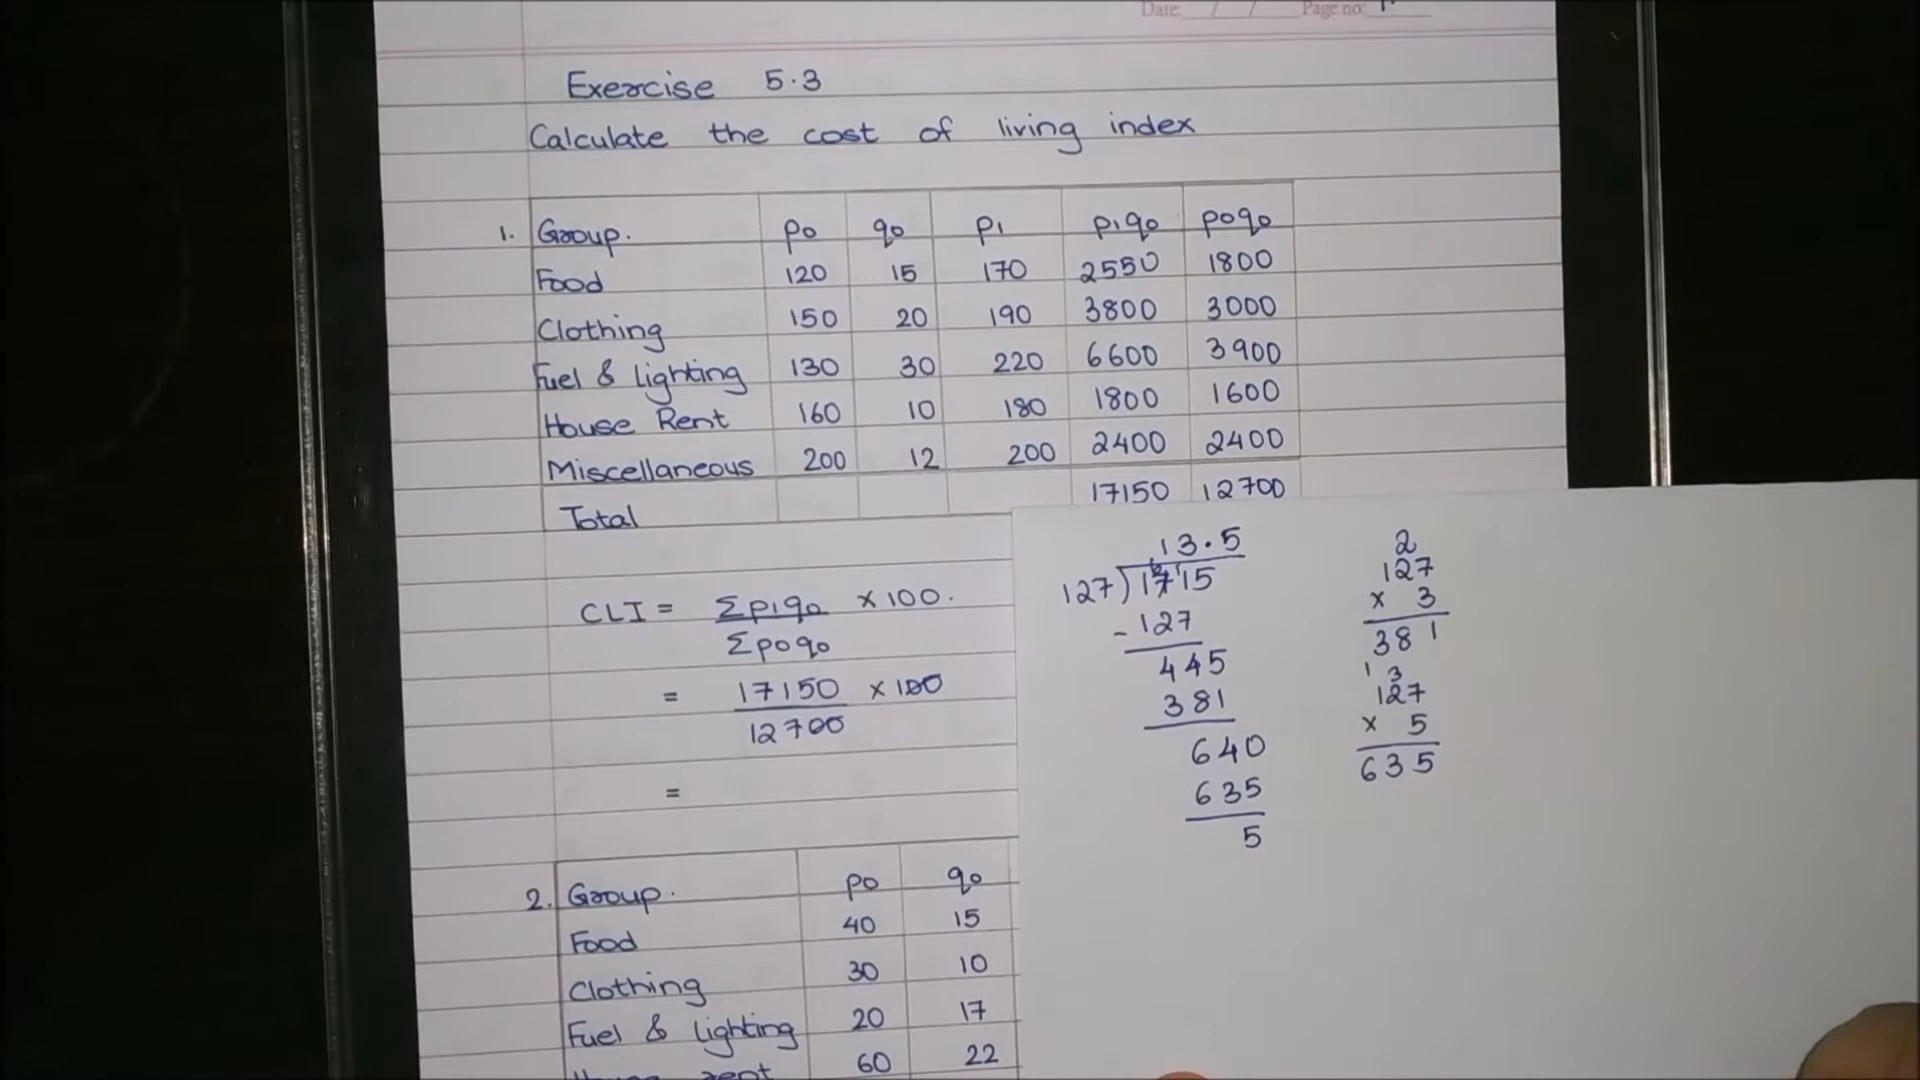 Date: / / Page no:
Exercise 5.3
Calculate the cost of living index
1. Group. p0 q0 p1 p1q0 p0q0
Food 120 15 170 2550 1800
Clothing 150 20 190 3800 3000
Fuel & lighting 130 30 220 6600 3900
House Rent 160 10 180 1800 1600
Miscellaneous 200 12 200 2400 2400
Total 17150 12700
CLI = Σp1q0 × 100.
Σp0q0
= 17150 × 100
12700
=
2. Group. p0 q0
Food 40 15
Clothing 30 10
Fuel & lighting 20 17
rent 60 22
13.5
127)1715
-127
445
381
640
635
5
2
127
× 3
381
1 3
127
× 5
635